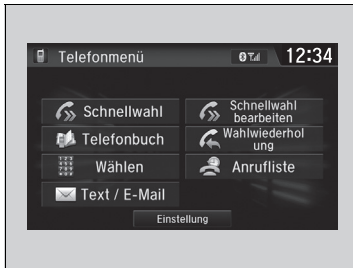 Telefonmenü
12:34
Schnellwahl
Schnellwahl
bearbeiten
Telefonbuch
Wahlwiederhol
ung
Wählen
Anrufliste
Text / E-Mail
Einstellung